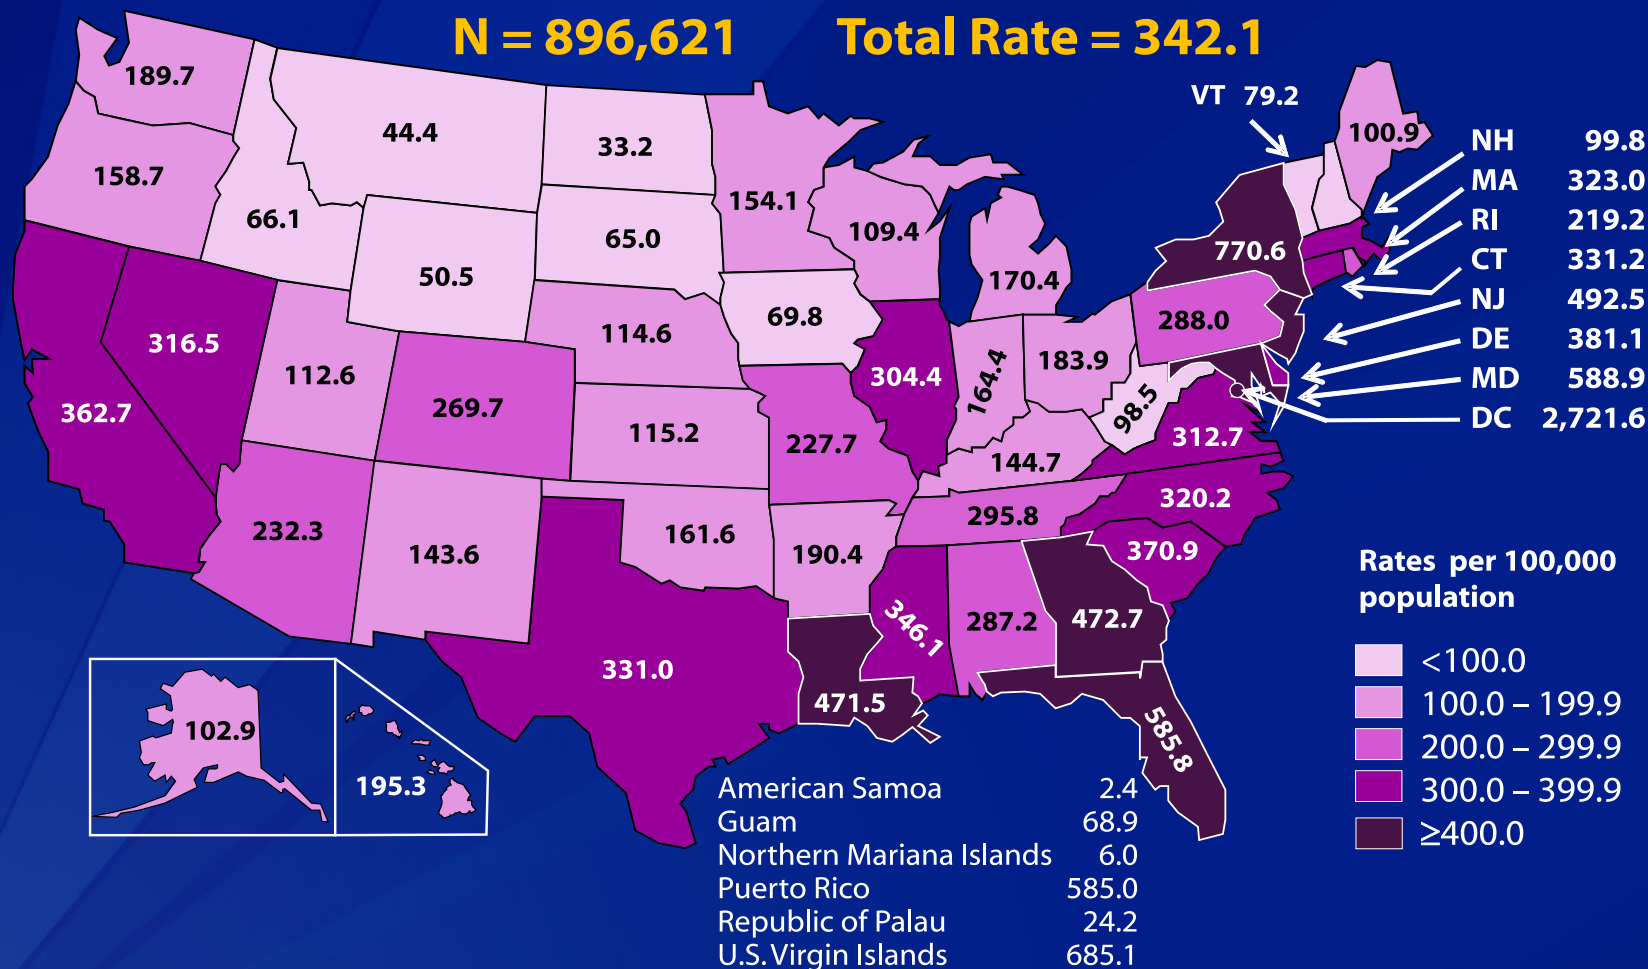 N = 896,621 Total Rate = 342.1
189.7
44.4
33.2
VT 79.2
100.9
NH 99.8
MA 323.0
RI 219.2
CT 331.2
NJ 492.5
DE 381.1
MD 588.9
DC 2,721.6
158.7
66.1
50.5
65.0
154.1
109.4
170.4
770.6
316.5
112.6
114.6
69.8
288.0
362.7
269.7
115.2
227.7
304.4
164.4
183.9
98.5
312.7
144.7
320.2
232.3
143.6
161.6
190.4
295.8
370.9
331.0
471.5
346.1
287.2
472.7
585.8
102.9
195.3
Rates per 100,000
population
<100.0
100.0 – 199.9
200.0 – 299.9
300.0 – 399.9
≥400.0
American Samoa 2.4
Guam 68.9
Northern Mariana Islands 6.0
Puerto Rico 585.0
Republic of Palau 24.2
U.S. Virgin Islands 685.1